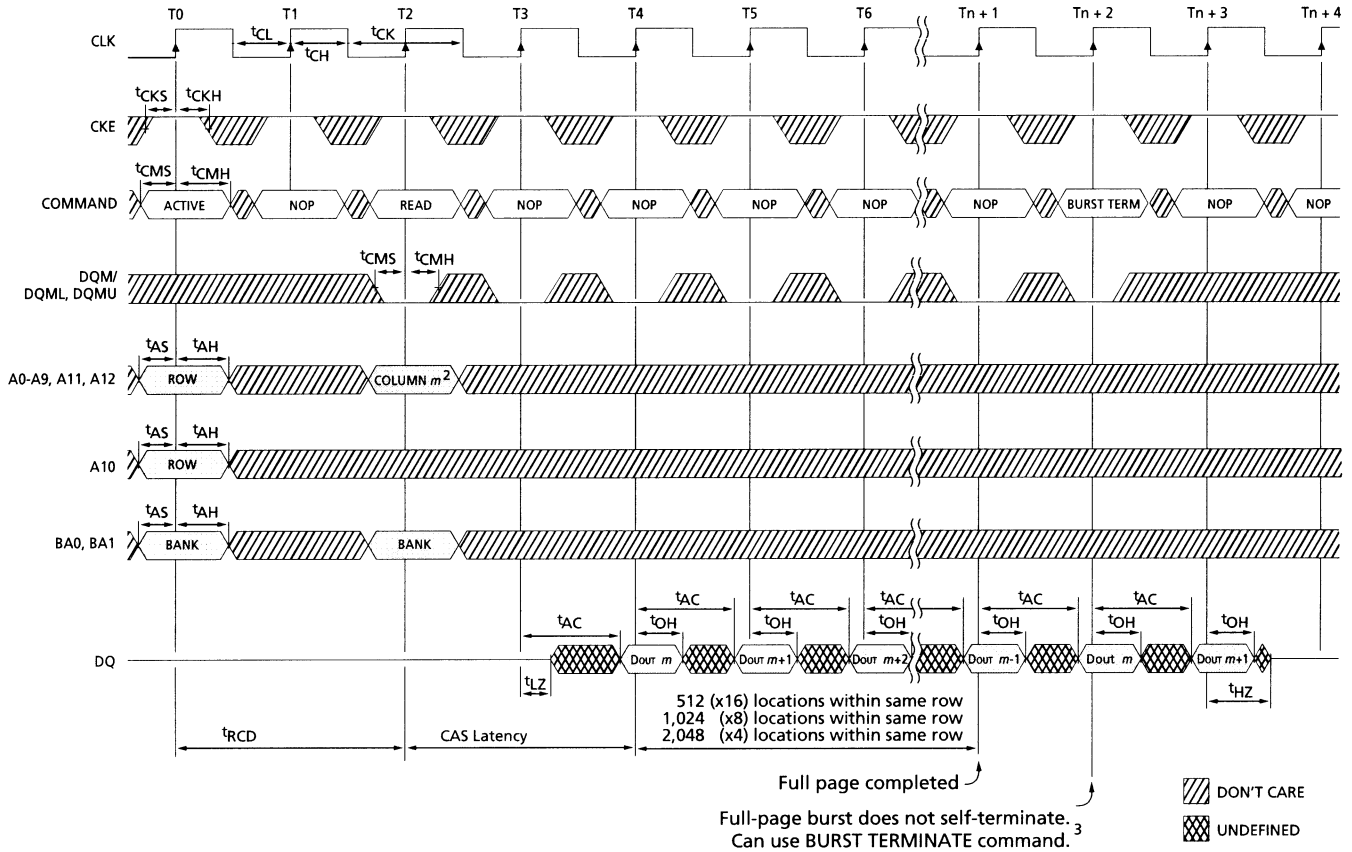 T0 T1 T2 T3 T4 T5 T6 Tn + 1 Tn + 2 Tn + 3 Tn + 4
CLK tCL tCH tCK
tCKS tCKH
CKE
tCMS tCMH
COMMAND ACTIVE NOP READ NOP NOP NOP NOP NOP BURST TERM NOP NOP
tCMS tCMH
DQM/
DQML, DQMU
tAS tAH
A0-A9, A11, A12 ROW COLUMN m²
tAS tAH
A10 ROW
tAS tAH
BA0, BA1 BANK BANK
tAC tAC tAC tAC tAC tAC
tOH tOH tOH tOH tOH tOH
DQ DOUT m DOUT m+1 DOUT m+2 DOUT m-1 Dout m DOUT m+1
tLZ tHZ
512 (x16) locations within same row
1,024 (x8) locations within same row
2,048 (x4) locations within same row
tRCD CAS Latency
Full page completed
Full-page burst does not self-terminate.
Can use BURST TERMINATE command. 3
DON'T CARE
UNDEFINED